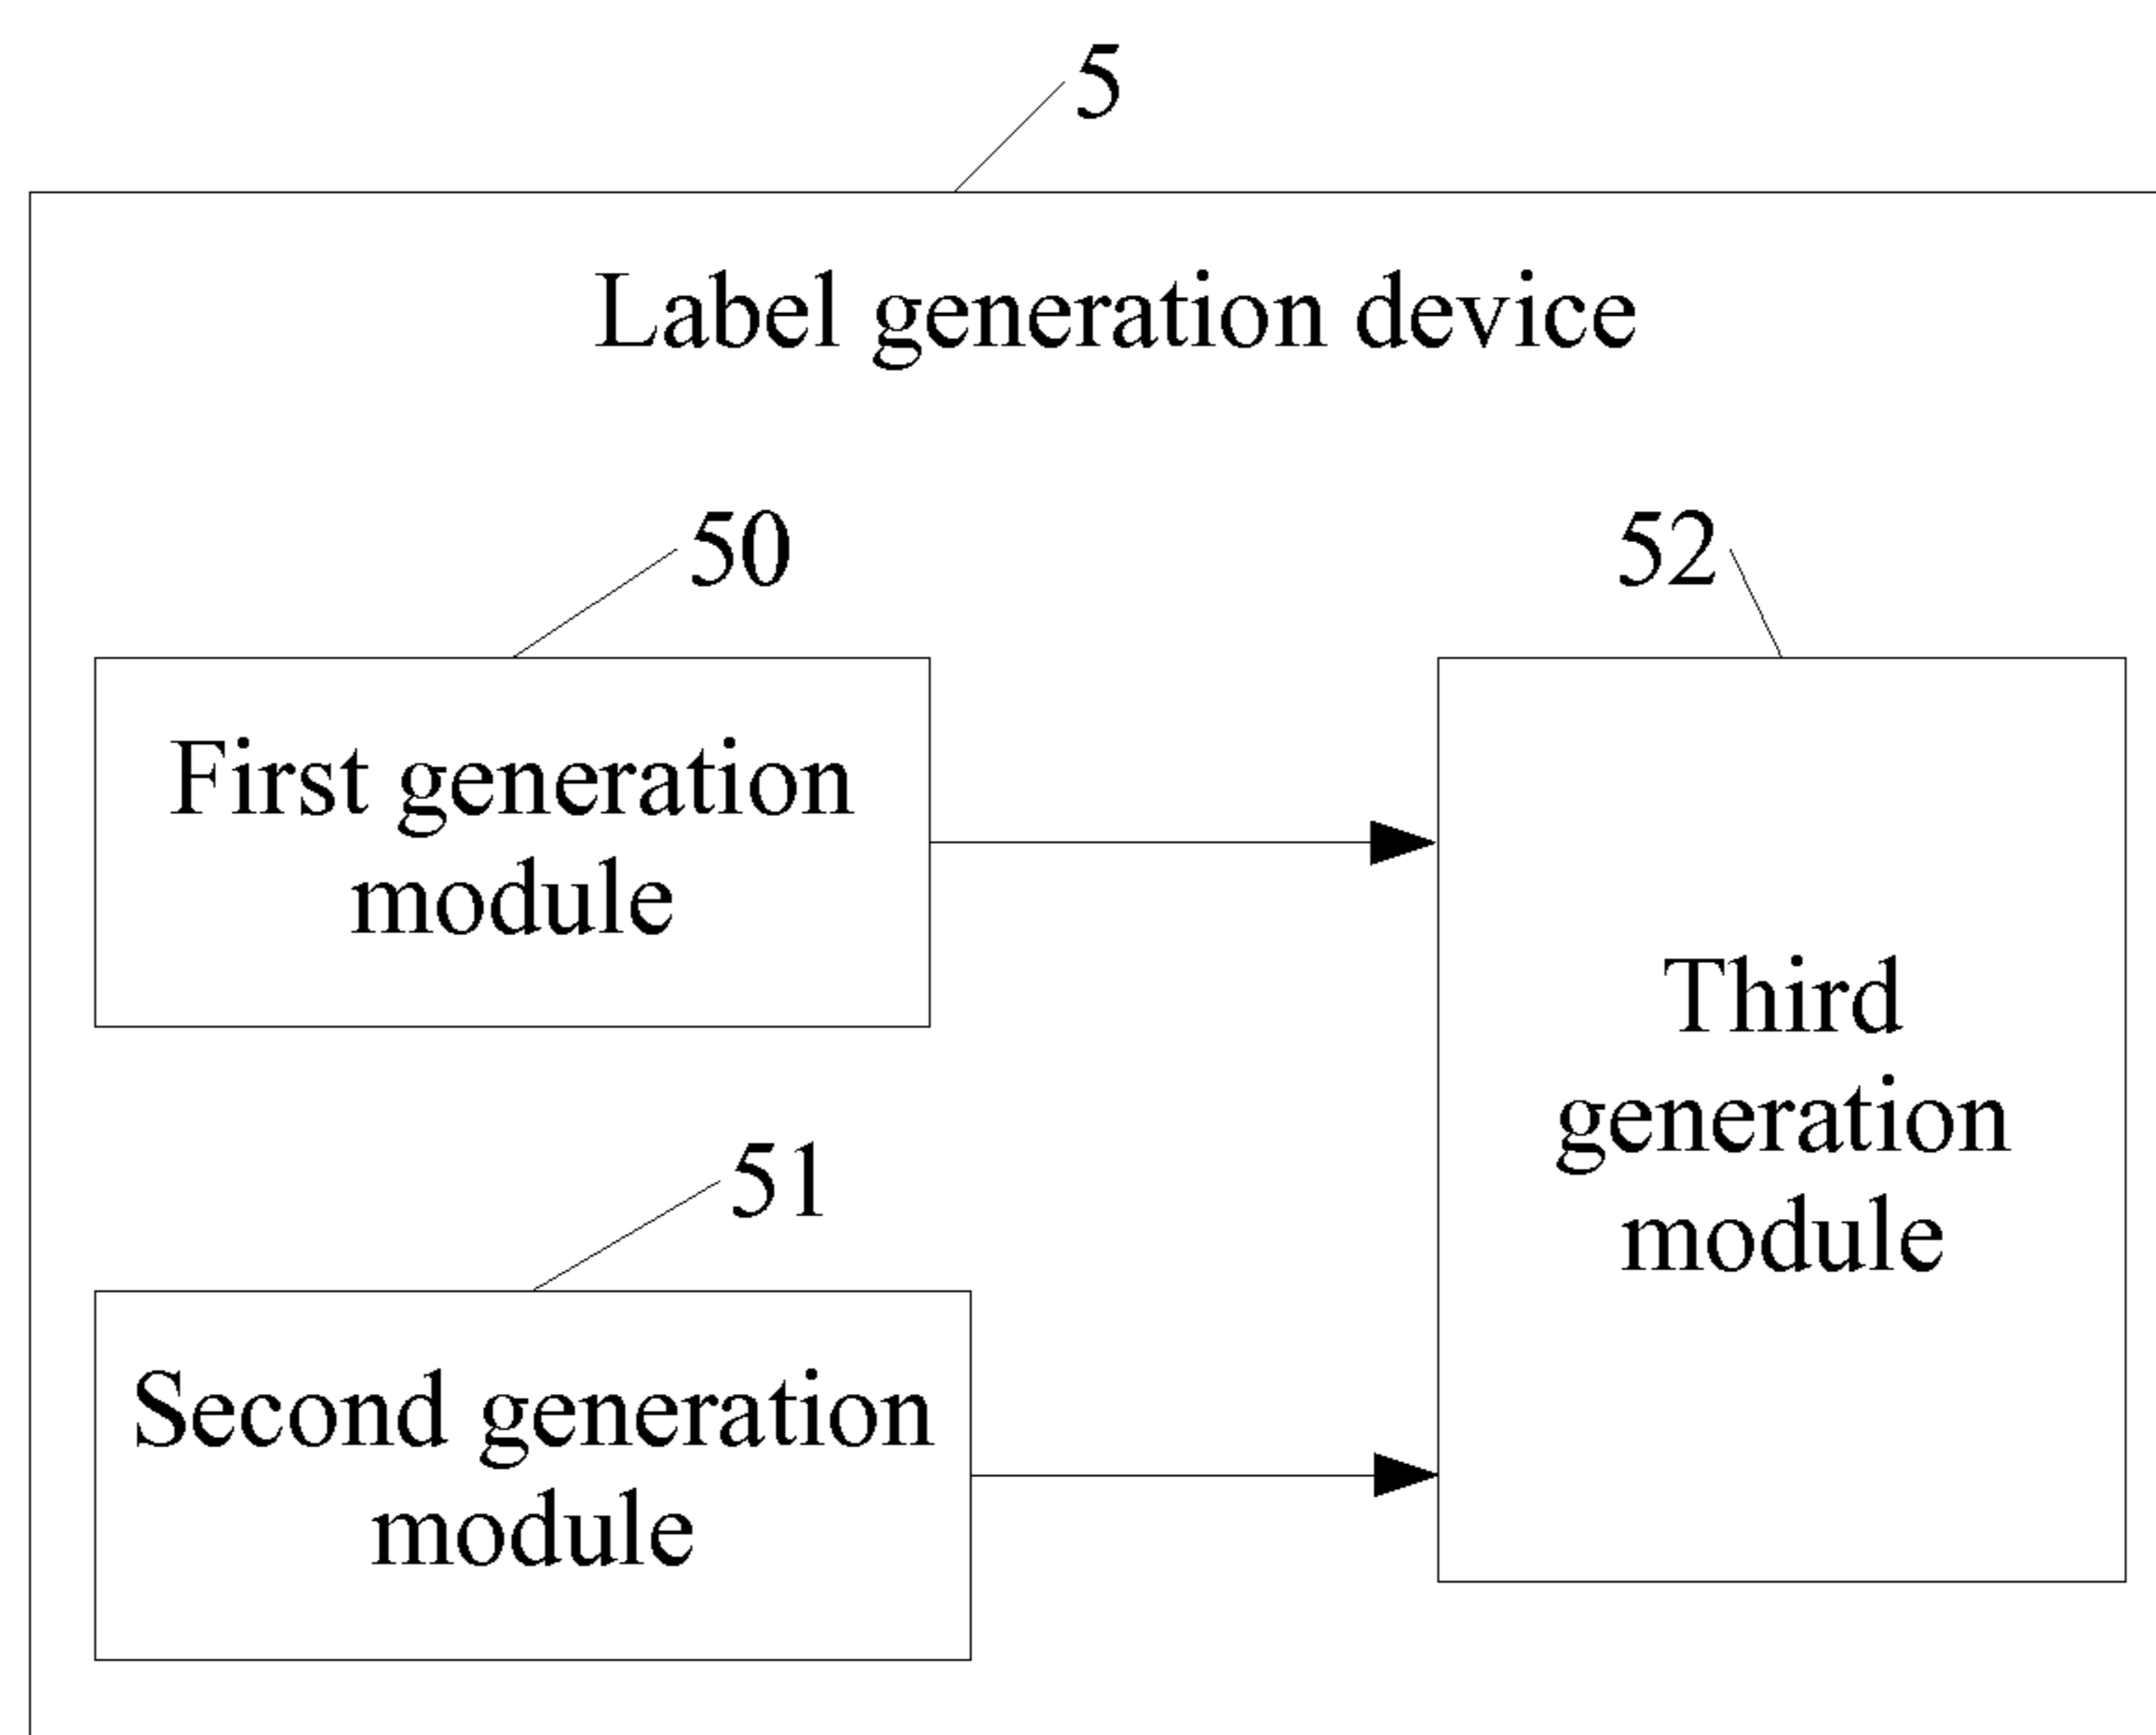 5
Label generation device
50
52
First generation
module
Third
generation
module
51
Second generation
module